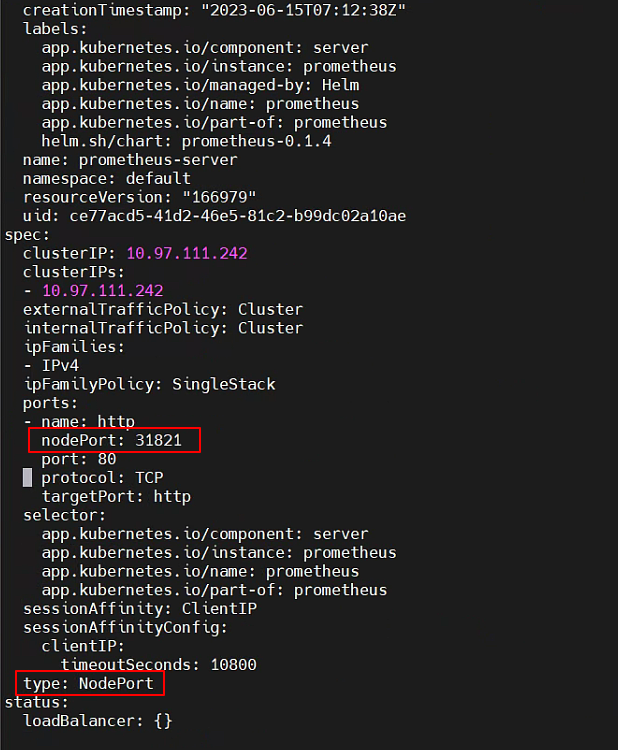 creationTimestamp: "2023-06-15T07:12:38Z"
labels:
app.kubernetes.io/component: server
app.kubernetes.io/instance: prometheus
app.kubernetes.io/managed-by: Helm
app.kubernetes.io/name: prometheus
app.kubernetes.io/part-of: prometheus
helm.sh/chart: prometheus-0.1.4
name: prometheus-server
namespace: default
resourceVersion: "166979"
uid: ce77acd5-41d2-46e5-81c2-b99dc02a10ae
spec:
clusterIP: 10.97.111.242
clusterIPs:
- 10.97.111.242
externalTrafficPolicy: Cluster
internalTrafficPolicy: Cluster
ipFamilies:
- IPv4
ipFamilyPolicy: SingleStack
ports:
- name: http
nodePort: 31821
port: 80
protocol: TCP
targetPort: http
selector:
app.kubernetes.io/component: server
app.kubernetes.io/instance: prometheus
app.kubernetes.io/name: prometheus
app.kubernetes.io/part-of: prometheus
sessionAffinity: ClientIP
sessionAffinityConfig:
clientIP:
timeoutSeconds: 10800
type: NodePort
status:
loadBalancer: {}